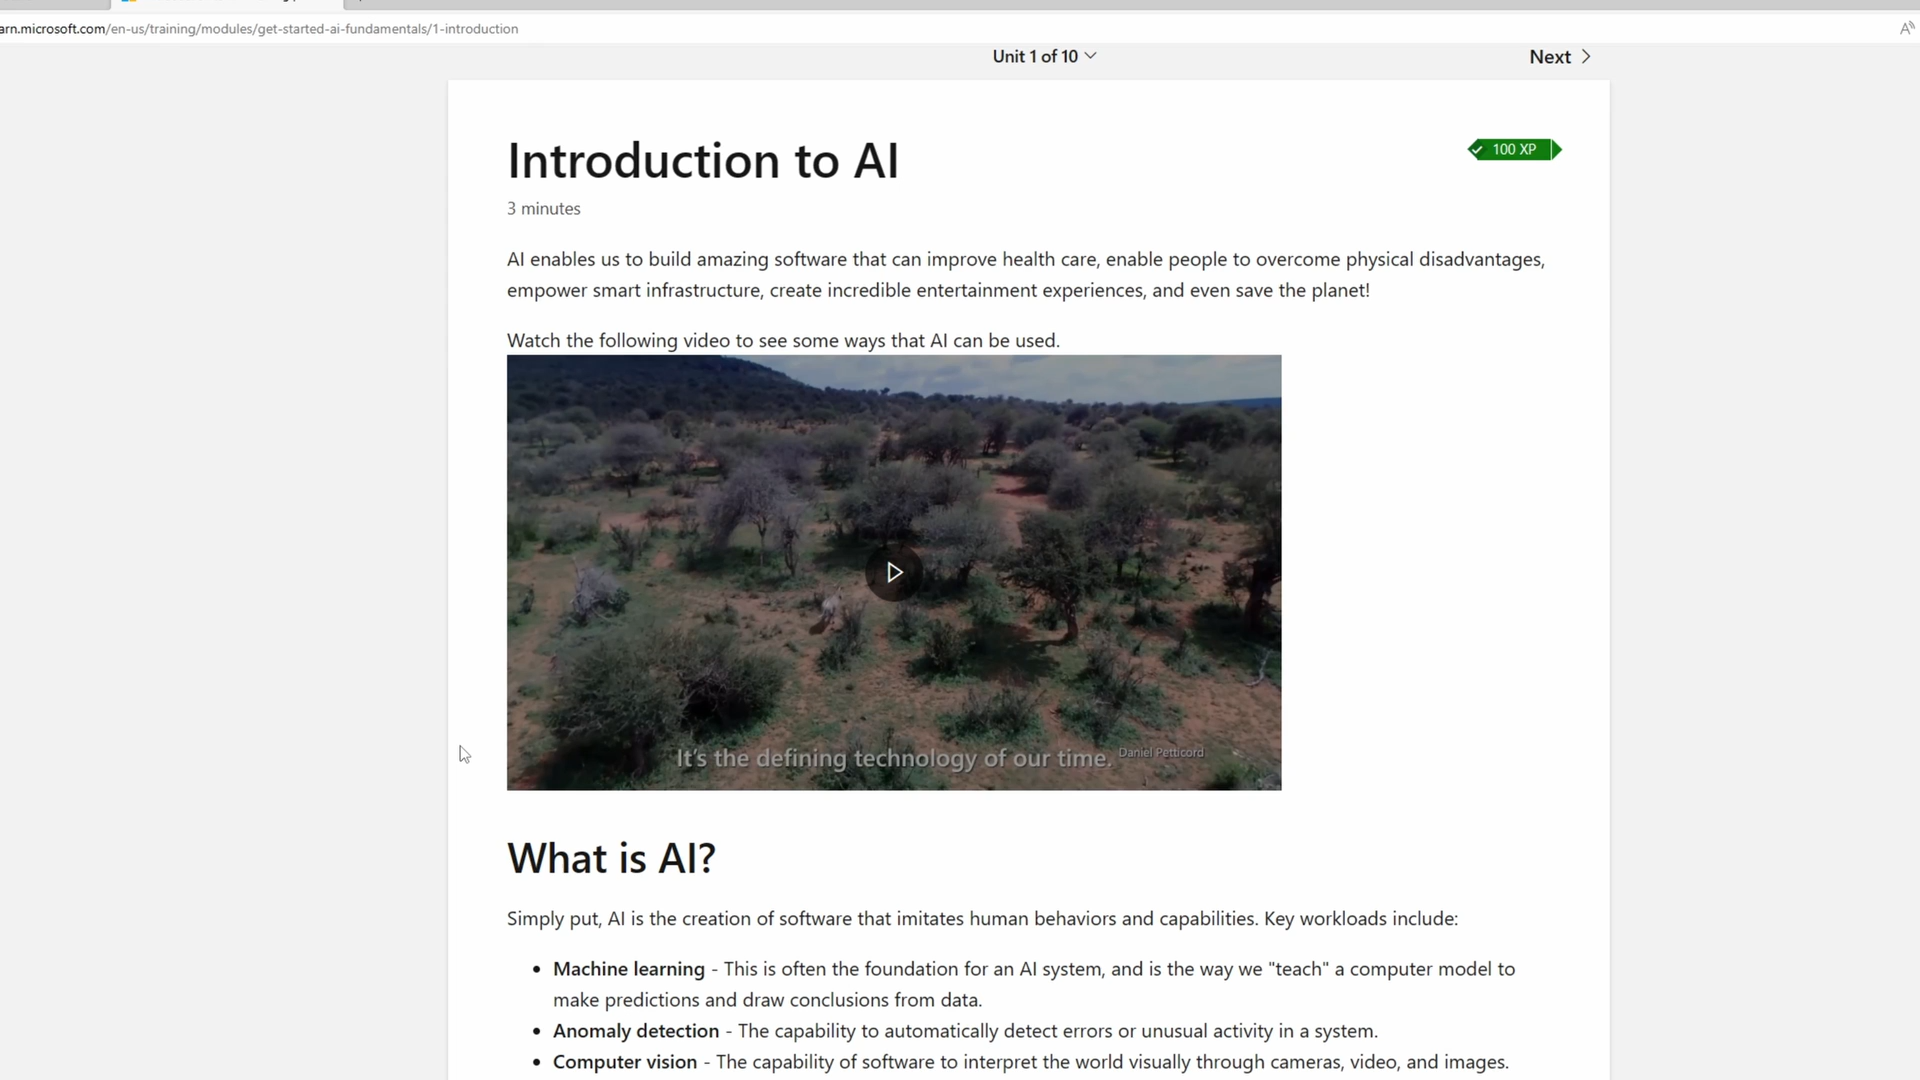 arn.microsoft.com/en-us/training/modules/get-started-ai-fundamentals/1-introduction
Unit 1 of 10
Next
Introduction to AI
100 XP
3 minutes
AI enables us to build amazing software that can improve health care, enable people to overcome physical disadvantages,
empower smart infrastructure, create incredible entertainment experiences, and even save the planet!
Watch the following video to see some ways that AI can be used.
It's the defining technology of our time.
Daniel Petticord
What is AI?
Simply put, AI is the creation of software that imitates human behaviors and capabilities. Key workloads include:
• Machine learning - This is often the foundation for an AI system, and is the way we "teach" a computer model to
make predictions and draw conclusions from data.
• Anomaly detection - The capability to automatically detect errors or unusual activity in a system.
• Computer vision - The capability of software to interpret the world visually through cameras, video, and images.